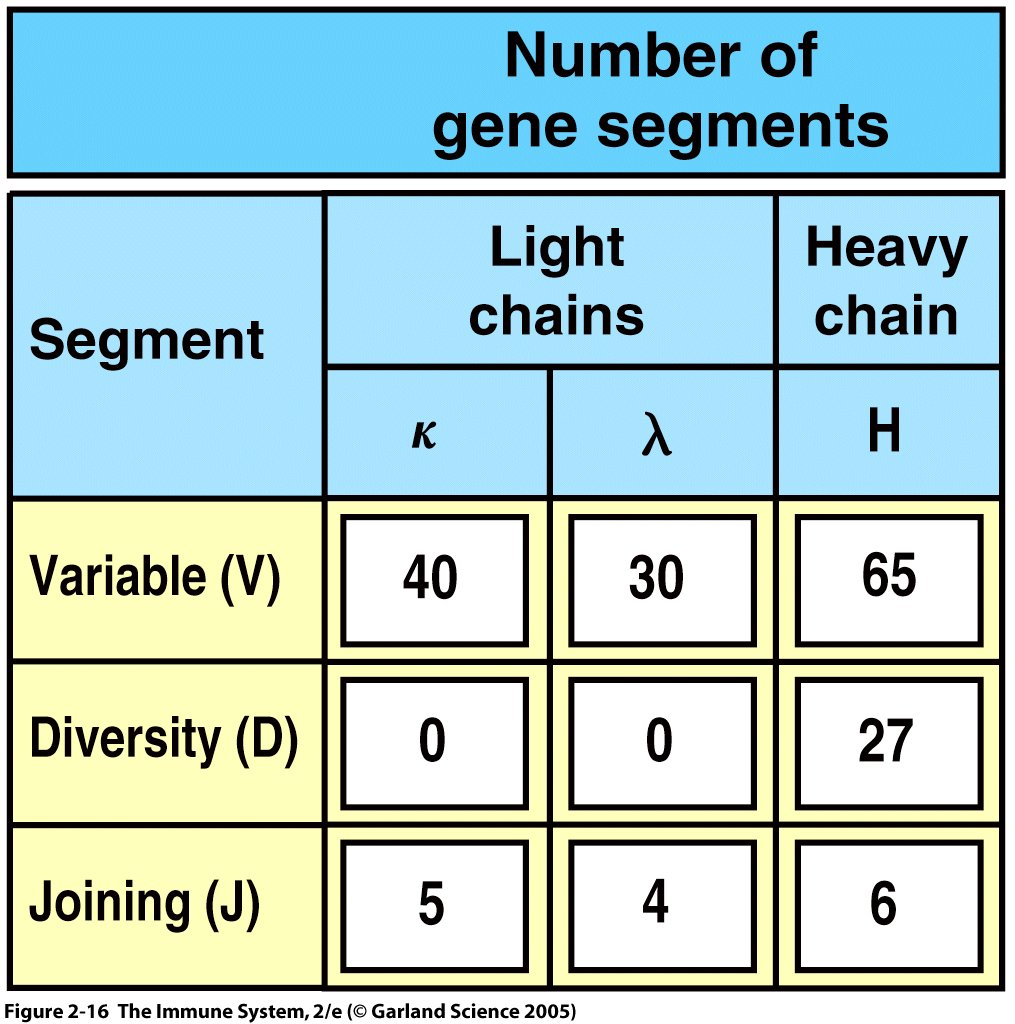 Number of
gene segments
Segment
Light
chains
Heavy
chain
κ λ H
Variable (V) 40 30 65
Diversity (D) 0 0 27
Joining (J) 5 4 6
Figure 2-16 The Immune System, 2/e (© Garland Science 2005)